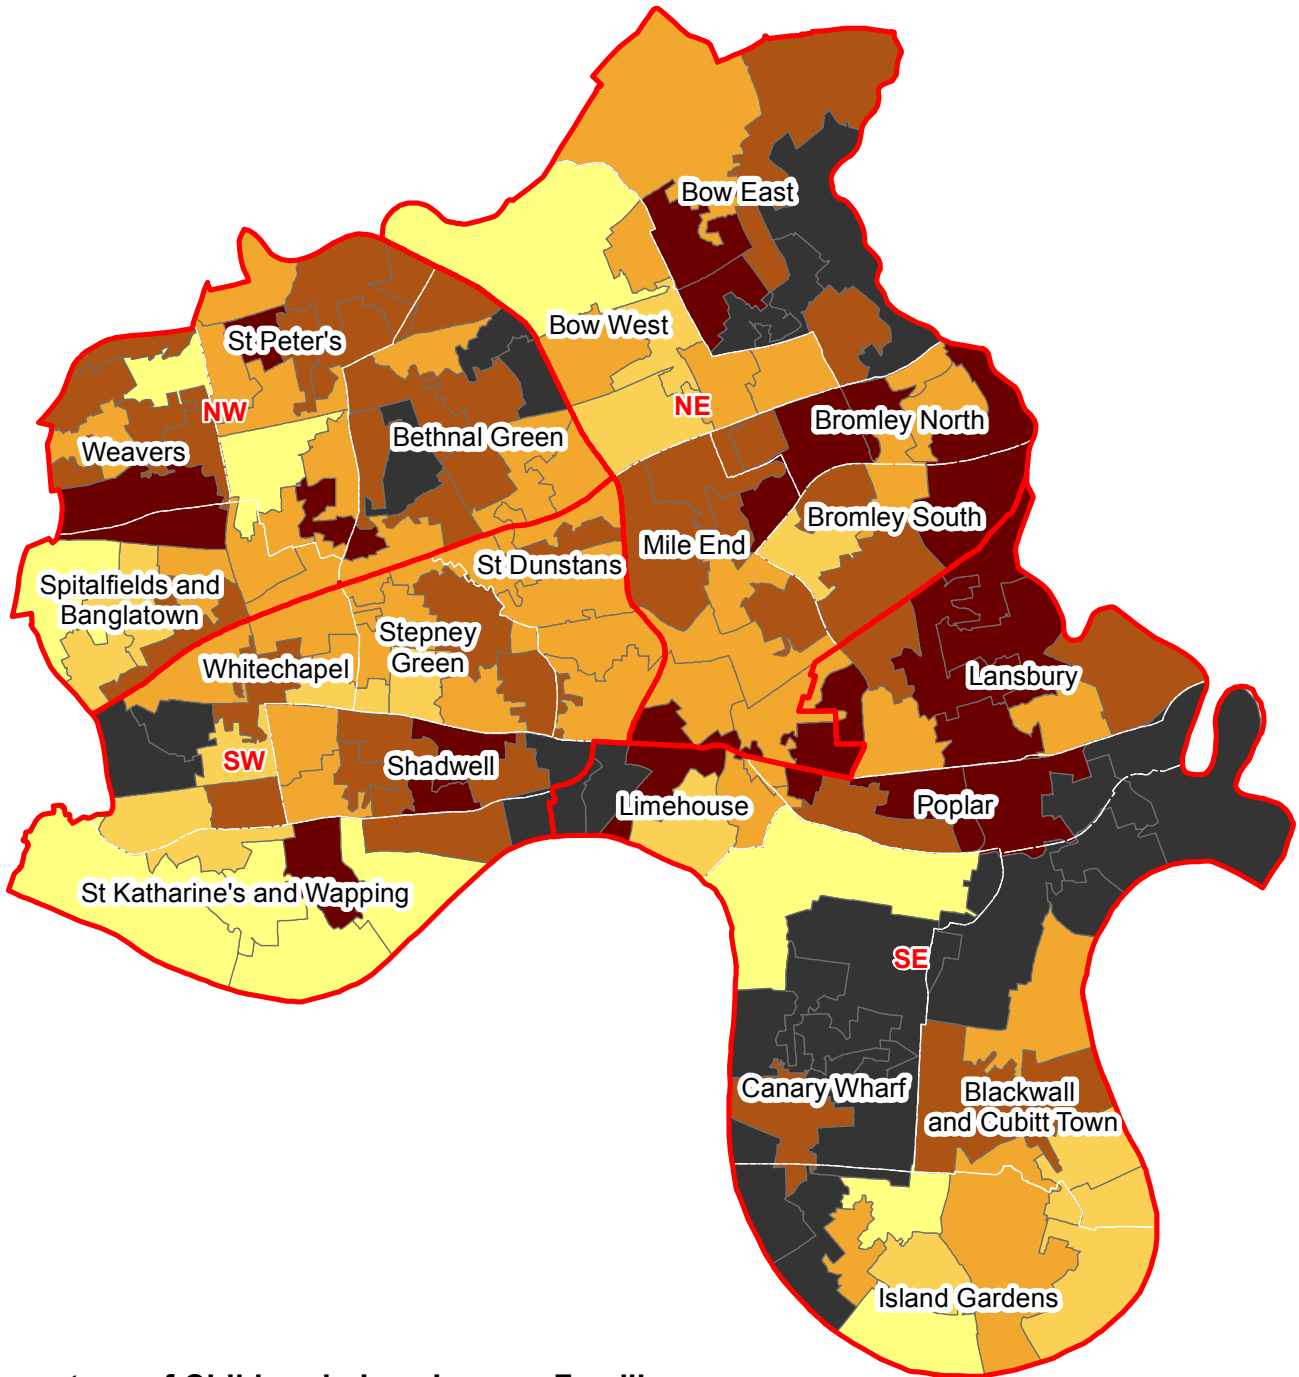 Bow East
Bow West
St Peter's
NW
NE
Weavers
Bethnal Green
Bromley North
Bromley South
Mile End
St Dunstans
Spitalfields and
Banglatown
Stepney
Green
Whitechapel
Lansbury
SW
Shadwell
Limehouse
Poplar
St Katharine's and Wapping
SE
Canary Wharf
Blackwall
and Cubitt Town
Island Gardens